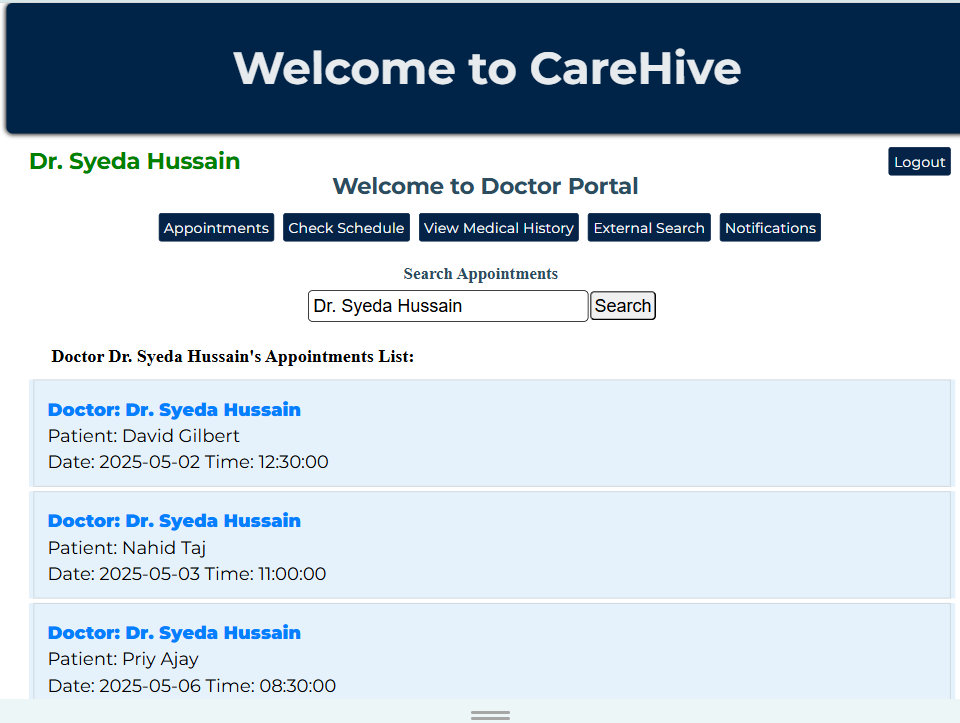 Welcome to CareHive
Dr. Syeda Hussain
Logout
Welcome to Doctor Portal
Appointments Check Schedule View Medical History External Search Notifications
Search Appointments
Dr. Syeda Hussain Search
Doctor Dr. Syeda Hussain's Appointments List:
Doctor: Dr. Syeda Hussain
Patient: David Gilbert
Date: 2025-05-02 Time: 12:30:00
Doctor: Dr. Syeda Hussain
Patient: Nahid Taj
Date: 2025-05-03 Time: 11:00:00
Doctor: Dr. Syeda Hussain
Patient: Priy Ajay
Date: 2025-05-06 Time: 08:30:00